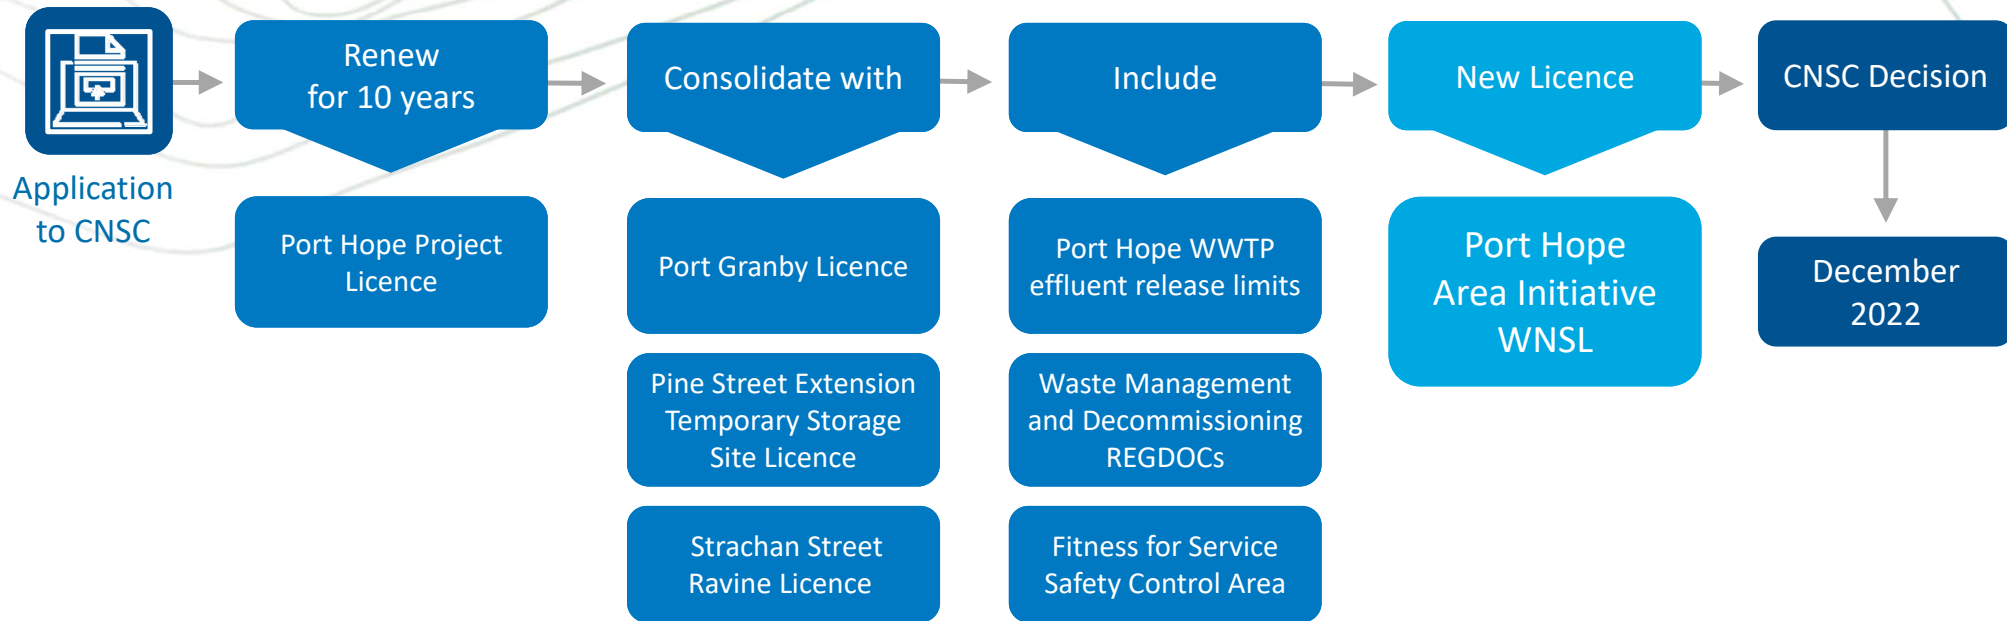 Application
to CNSC
Renew
for 10 years
Port Hope Project
Licence
Consolidate with
Port Granby Licence
Pine Street Extension
Temporary Storage
Site Licence
Strachan Street
Ravine Licence
Include
Port Hope WWTP
effluent release limits
Waste Management
and Decommissioning
REGDOCs
Fitness for Service
Safety Control Area
New Licence
Port Hope
Area Initiative
WNSL
CNSC Decision
December
2022